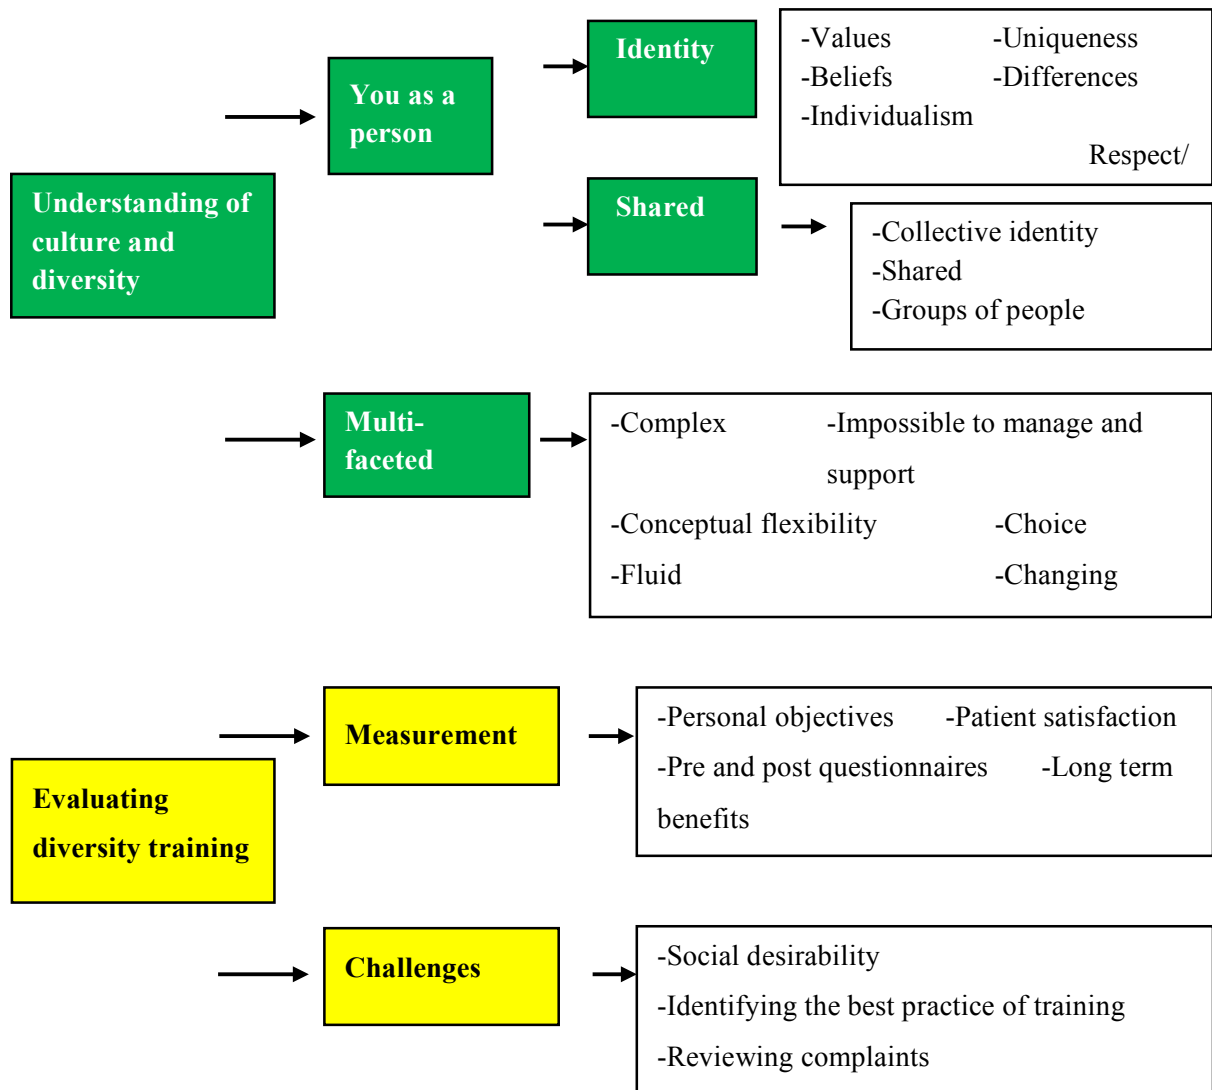 Understanding of
culture and
diversity
You as a
person
Identity
-Values -Uniqueness
-Beliefs -Differences
-Individualism
Respect/
Shared
-Collective identity
-Shared
-Groups of people
Multi-
faceted
-Complex -Impossible to manage and
support
-Conceptual flexibility -Choice
-Fluid -Changing
Evaluating
diversity training
Measurement
-Personal objectives -Patient satisfaction
-Pre and post questionnaires -Long term
benefits
Challenges
-Social desirability
-Identifying the best practice of training
-Reviewing complaints